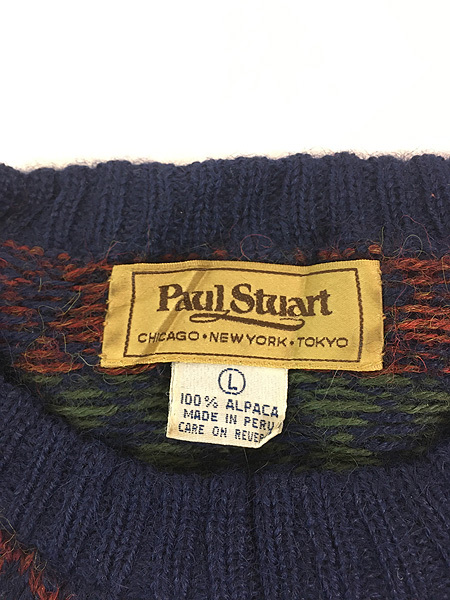 Paul Stuart
CHICAGO • NEW YORK • TOKYO
L
100% ALPACA
MADE IN PERU
CARE ON REVER